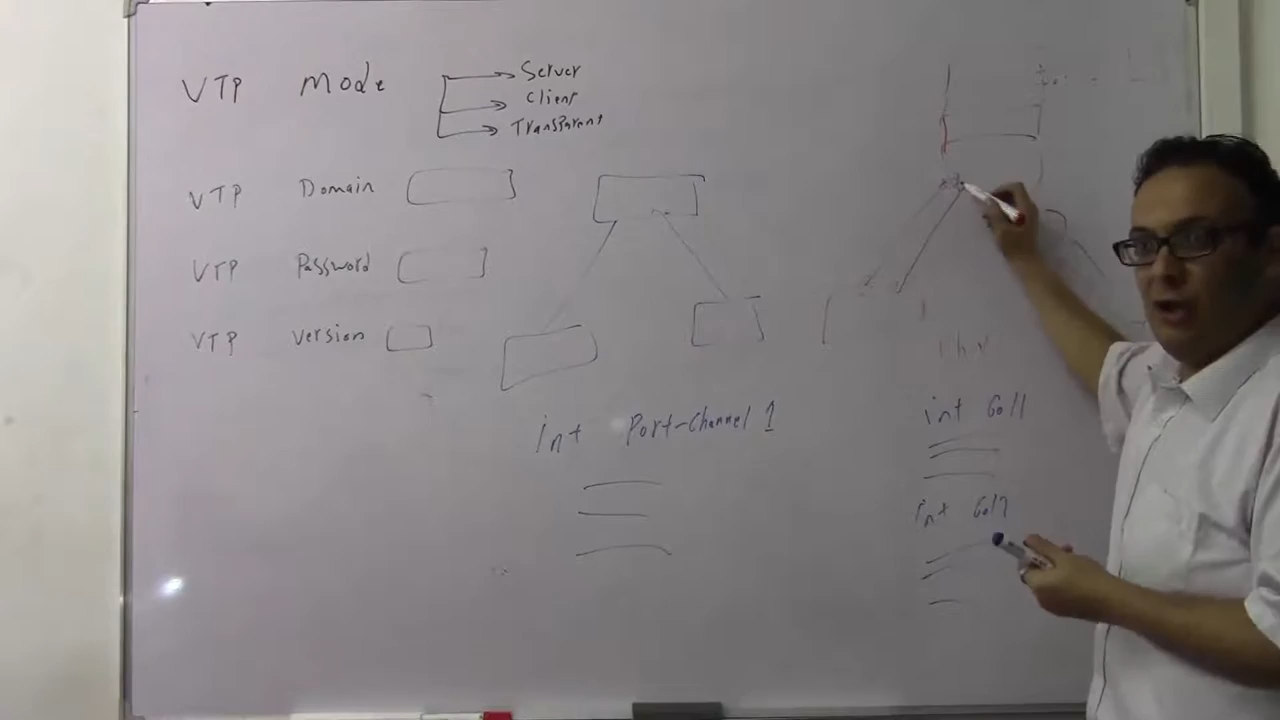 VTP Mode
Server
Client
Transparent
VTP Domain
VTP Password
VTP Version
int Port-Channel 1
int G0/1
int G0/2